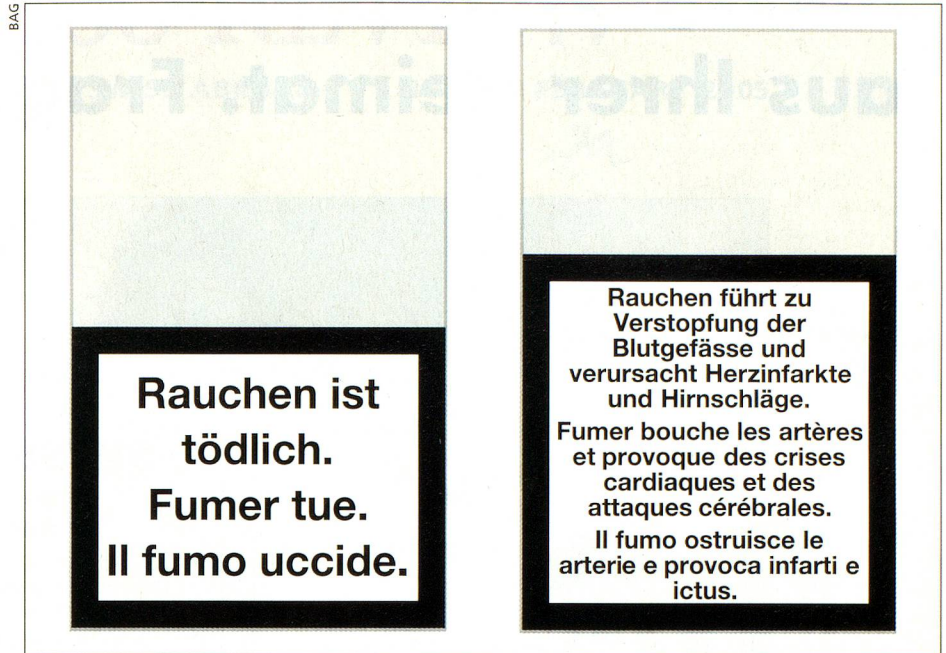 BAG
Rauchen ist
tödlich.
Fumer tue.
Il fumo uccide.
Rauchen führt zu
Verstopfung der
Blutgefässe und
verursacht Herzinfarkte
und Hirnschläge.
Fumer bouche les artères
et provoque des crises
cardiaques et des
attaques cérébrales.
Il fumo ostruisce le
arterie e provoca infarti e
ictus.